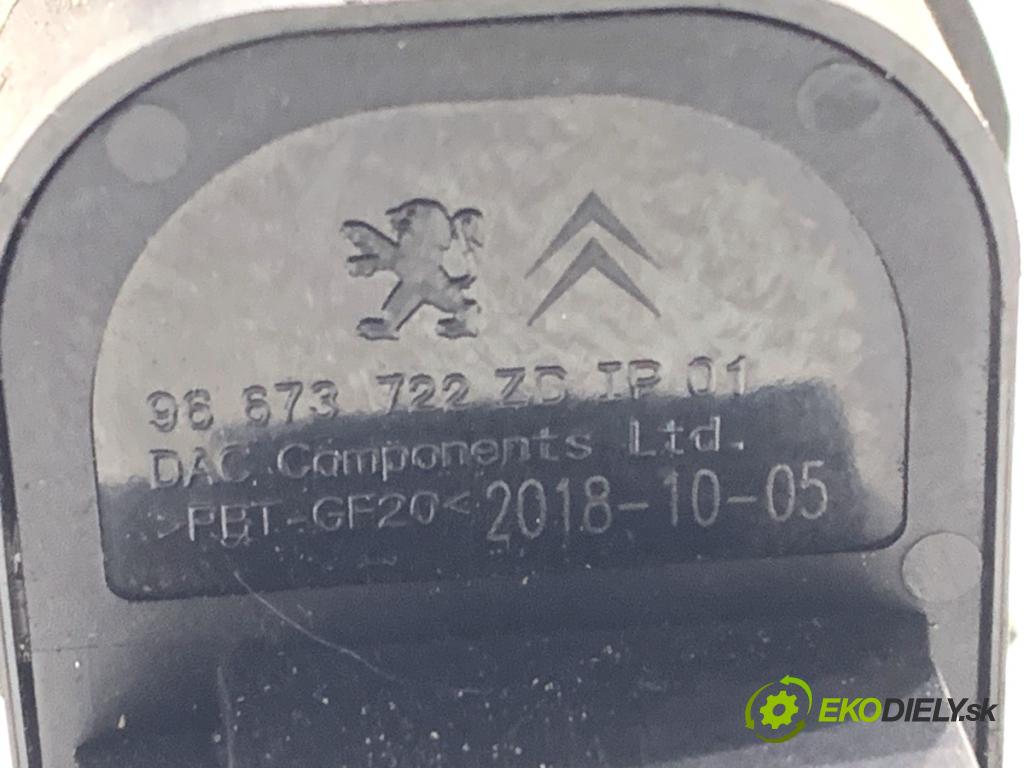 96 673 722 ZD IP 01
DAC Components Ltd.
>PBT-GF20< 2018-10-05
EKODIELY.sk